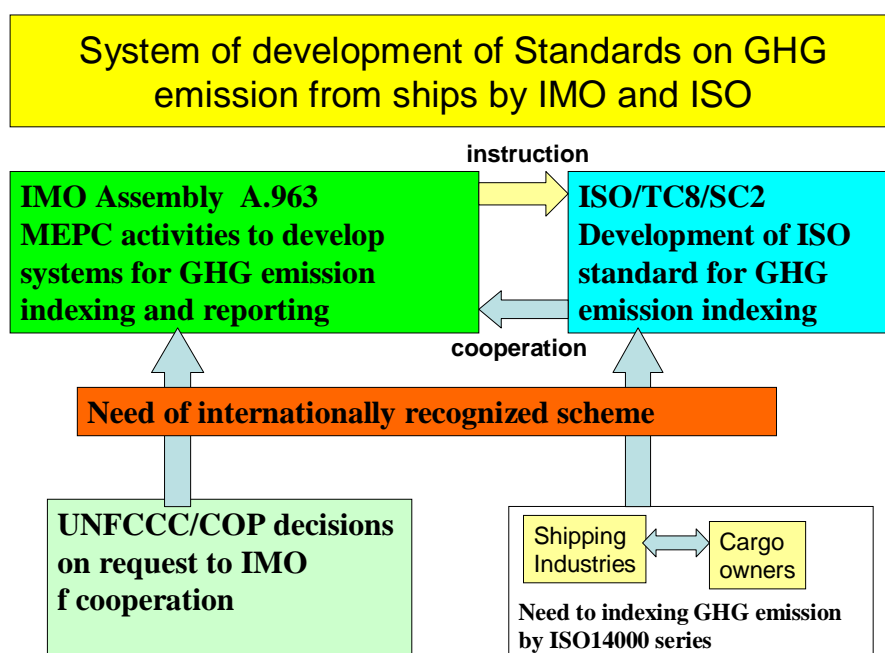 System of development of Standards on GHG
emission from ships by IMO and ISO
instruction
IMO Assembly A.963
MEPC activities to develop
systems for GHG emission
indexing and reporting
ISO/TC8/SC2
Development of ISO
standard for GHG
emission indexing
cooperation
Need of internationally recognized scheme
UNFCCC/COP decisions
on request to IMO
f cooperation
Shipping
Industries
Cargo
owners
Need to indexing GHG emission
by ISO14000 series